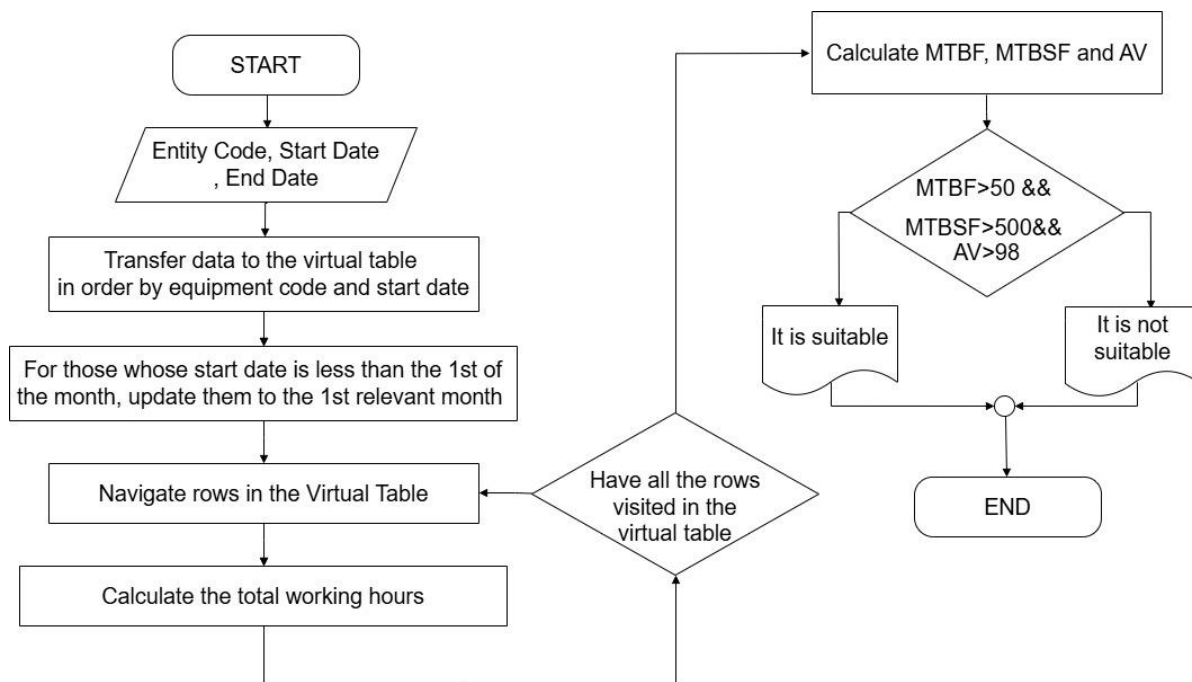 START
Entity Code, Start Date
, End Date
Transfer data to the virtual table
in order by equipment code and start date
For those whose start date is less than the 1st of
the month, update them to the 1st relevant month
Navigate rows in the Virtual Table
Calculate the total working hours
Have all the rows
visited in the
virtual table
Calculate MTBF, MTBSF and AV
MTBF>50 &&
MTBSF>500&&
AV>98
It is suitable
It is not
suitable
END